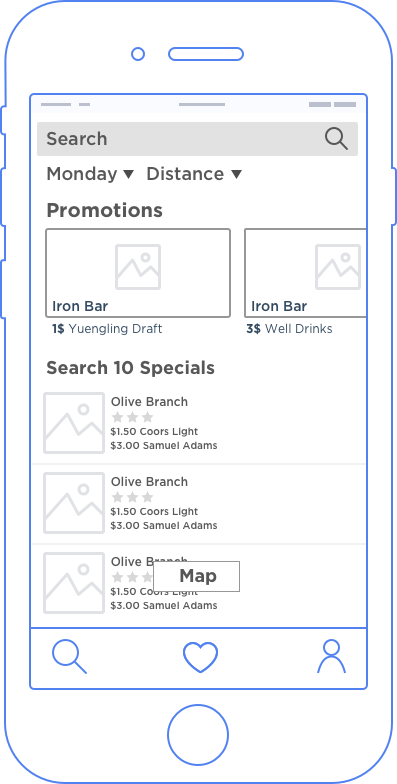 Search
Monday ▼ Distance ▼
Promotions
Iron Bar
1$ Yuengling Draft
Iron Bar
3$ Well Drinks
Search 10 Specials
Olive Branch
$1.50 Coors Light
$3.00 Samuel Adams
Olive Branch
$1.50 Coors Light
$3.00 Samuel Adams
Olive Branch
Map
$1.50 Coors Light
$3.00 Samuel Adams